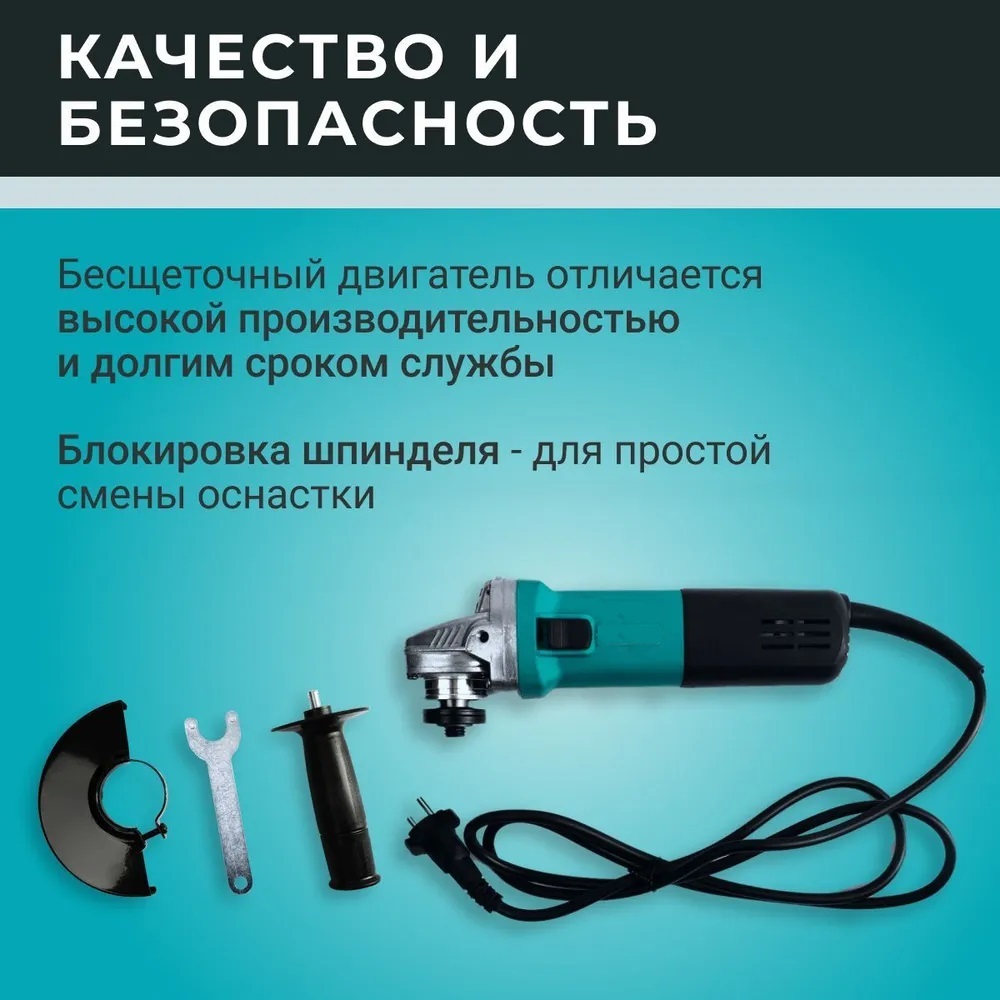 КАЧЕСТВО И
БЕЗОПАСНОСТЬ
Бесщеточный двигатель отличается
высокой производительностью
и долгим сроком службы
Блокировка шпинделя - для простой
смены оснастки